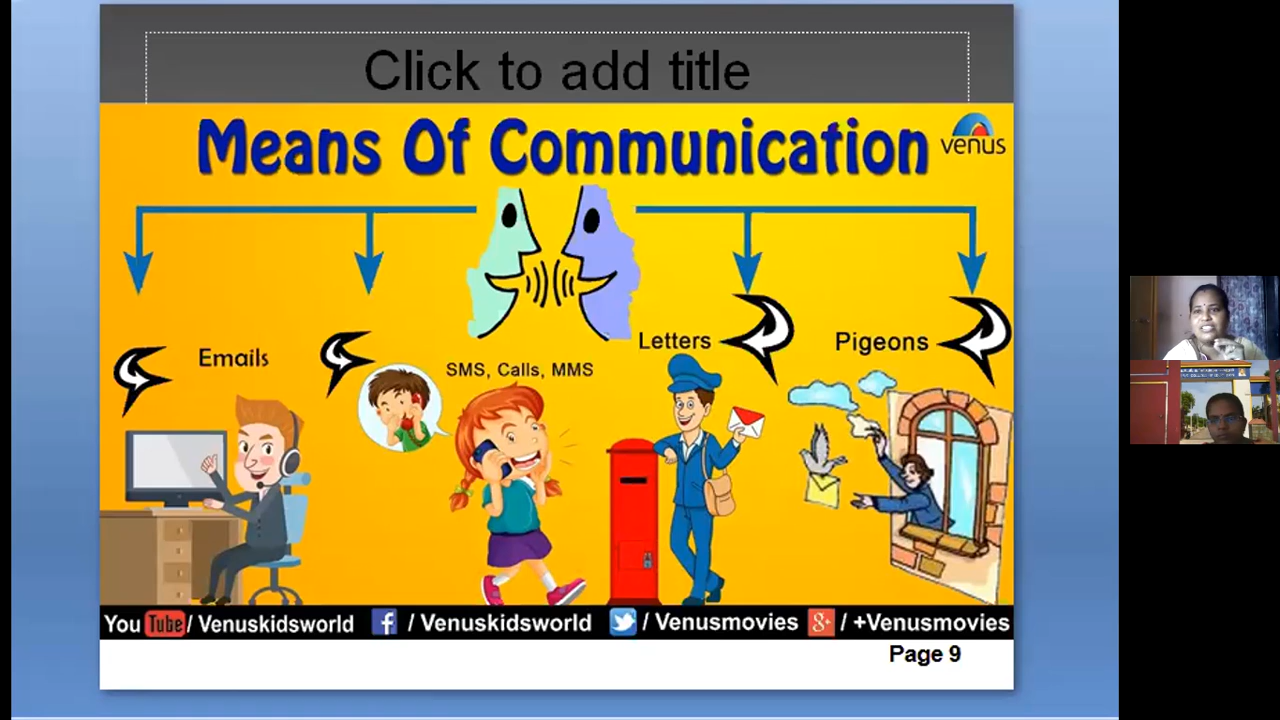 Click to add title
Means Of Communication
venus
Letters
Pigeons
Emails
SMS, Calls, MMS
You Tube / Venuskidsworld f / Venuskidsworld / Venusmovies g+ / +Venusmovies
Page 9